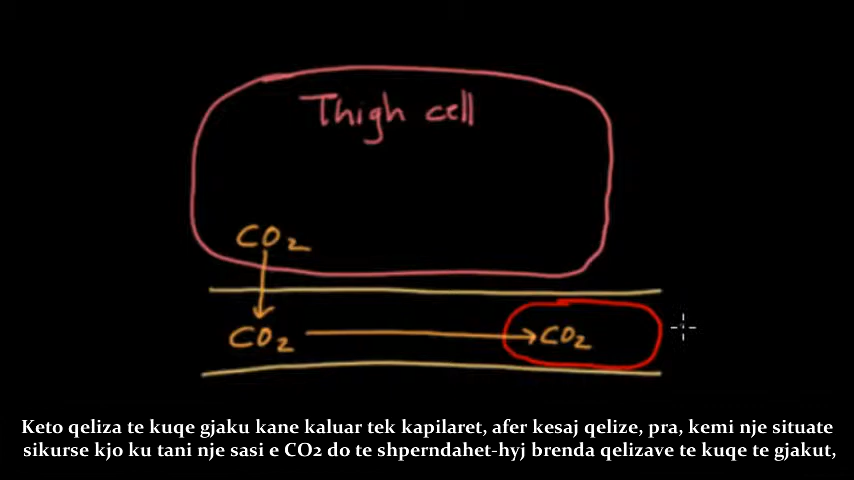 Thigh cell
CO2
CO2 CO2
Keto qeliza te kuqe gjaku kane kaluar tek kapilaret, afer kesaj qelize, pra, kemi nje situate
sikurse kjo ku tani nje sasi e CO2 do te shperndahet-hyj brenda qelizave te kuqe te gjakut,